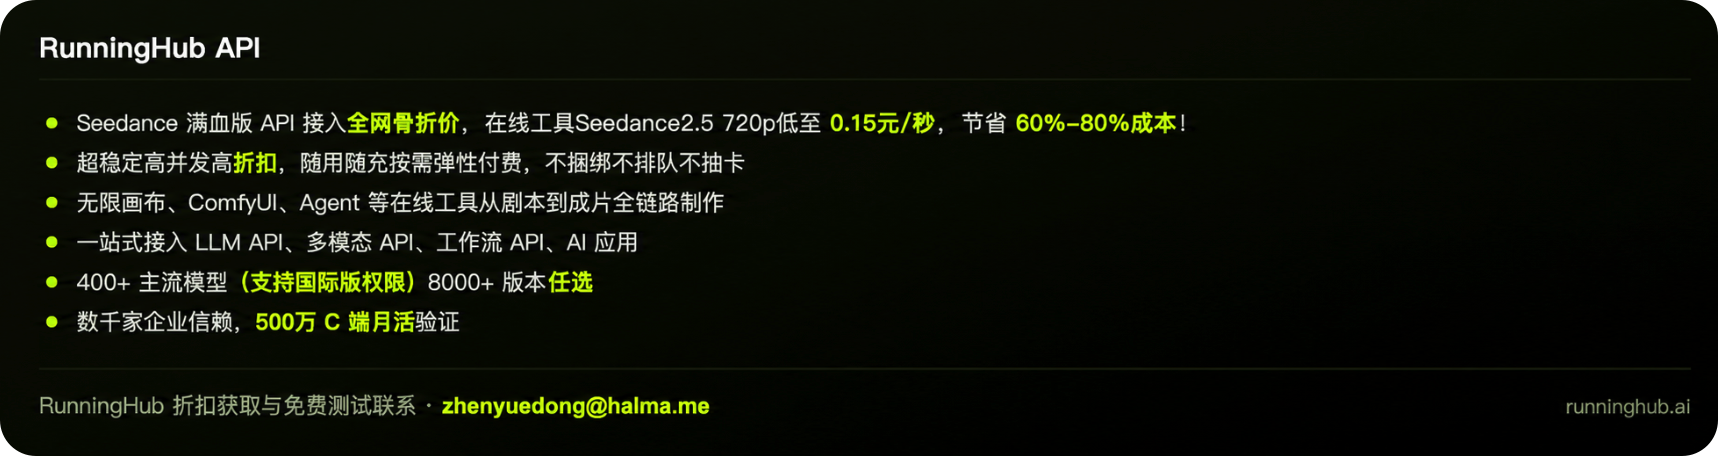 RunningHub API
Seedance 满血版 API 接入全网骨折价，在线工具Seedance2.5 720p低至 0.15元/秒，节省 60%-80%成本！
超稳定高并发高折扣，随用随充按需弹性付费，不捆绑不排队不抽卡
无限画布、ComfyUI、Agent 等在线工具从剧本到成片全链路制作
一站式接入 LLM API、多模态 API、工作流 API、AI 应用
400+ 主流模型（支持国际版权限）8000+ 版本任选
数千家企业信赖，500万 C 端月活验证
RunningHub 折扣获取与免费测试联系 · zhenyuedong@halma.me
runninghub.ai